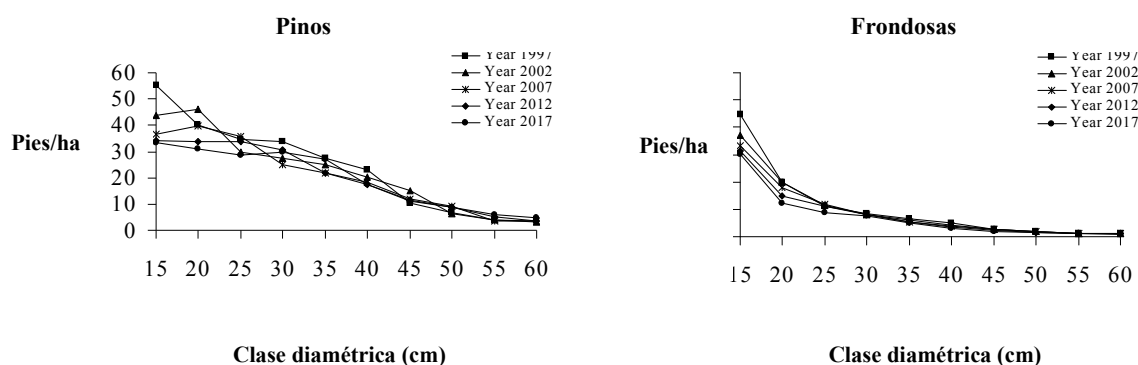 Pinos
Year 1997
Year 2002
Year 2007
Year 2012
Year 2017
Pies/ha
60
50
40
30
20
10
0
15 20 25 30 35 40 45 50 55 60
Clase diamétrica (cm)
Frondosas
Year 1997
Year 2002
Year 2007
Year 2012
Year 2017
Pies/ha
15 20 25 30 35 40 45 50 55 60
Clase diamétrica (cm)